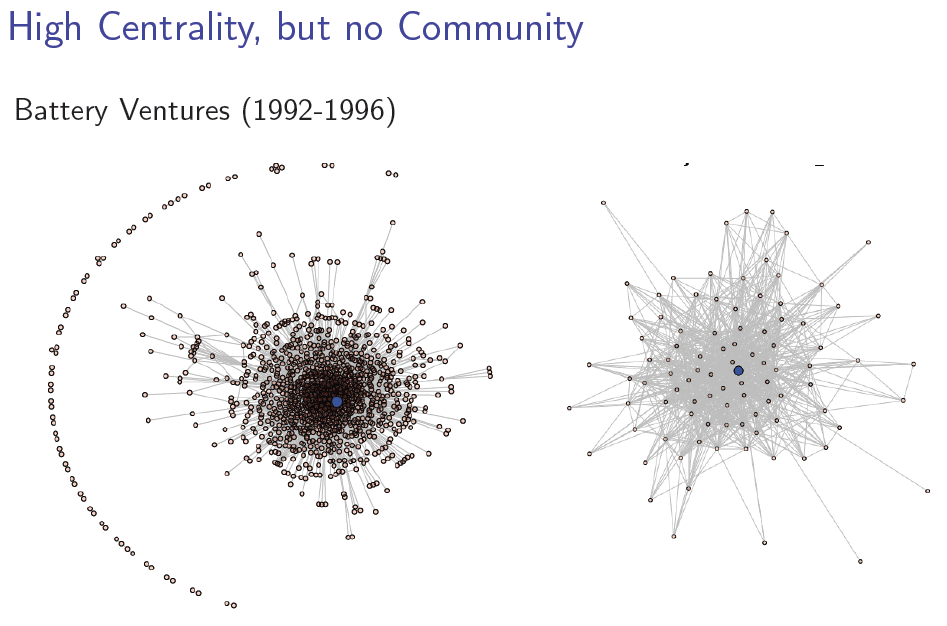 High Centrality, but no Community
Battery Ventures (1992-1996)